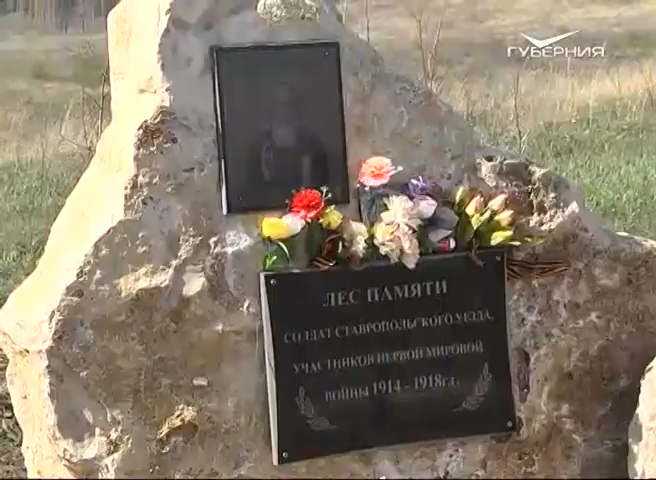 ГУБЕРНИЯ
ЛЕС ПАМЯТИ
СОЛДАТ СТАВРОПОЛЬСКОГО УЕЗДА,
УЧАСТНИКОВ ПЕРВОЙ МИРОВОЙ
ВОЙНЫ 1914 - 1918гг.